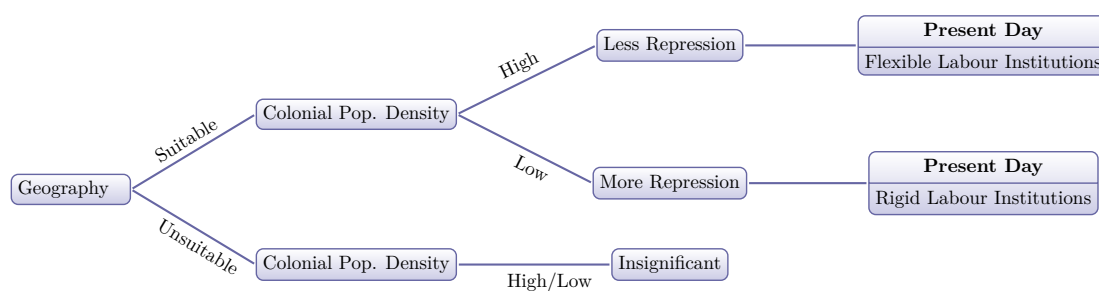 Present Day
Less Repression
High
Flexible Labour Institutions
Colonial Pop. Density
Suitable
Low
Present Day
More Repression
Geography
Rigid Labour Institutions
Unsuitable
Colonial Pop. Density
Insignificant
High/Low